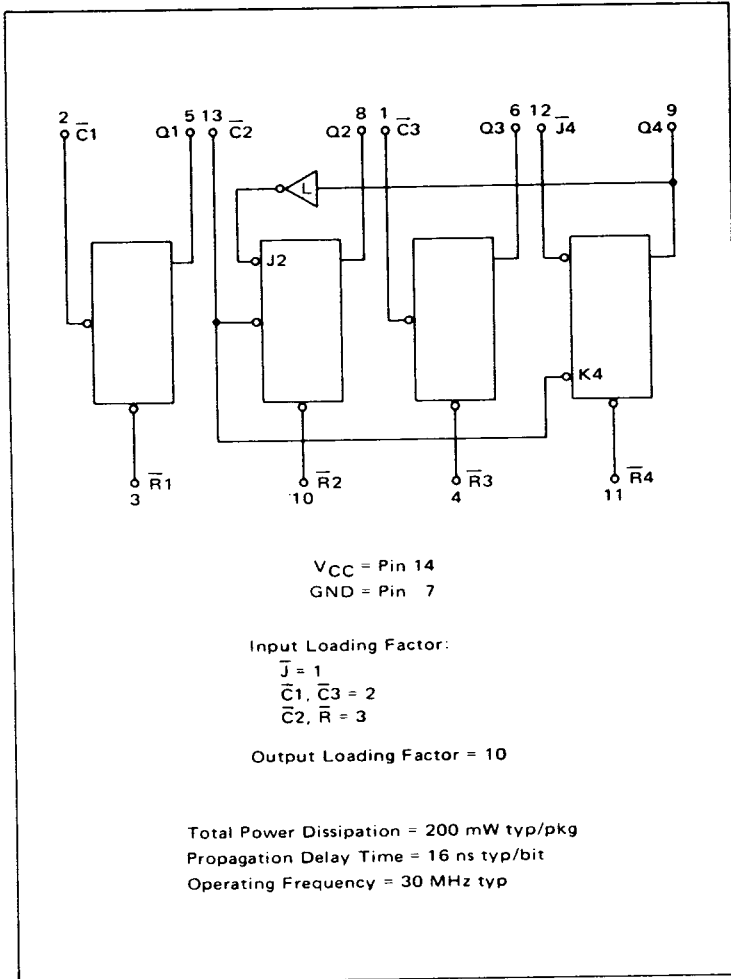 2 C̅1 5 Q1 13 C̅2 8 Q2 1 C̅3 6 Q3 12 J̅4 9 Q4
L
J2
K4
R̅1 R̅2 R̅3 R̅4
3 10 4 11
VCC = Pin 14
GND = Pin 7
Input Loading Factor:
J̅ = 1
C̅1, C̅3 = 2
C̅2, R̅ = 3
Output Loading Factor = 10
Total Power Dissipation = 200 mW typ/pkg
Propagation Delay Time = 16 ns typ/bit
Operating Frequency = 30 MHz typ